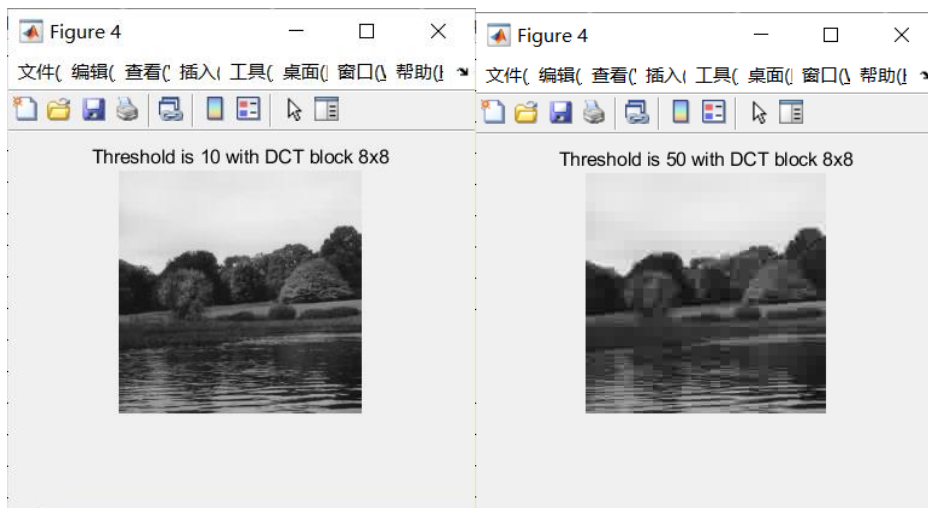 Figure 4
文件( 编辑( 查看(' 插入( 工具( 桌面( 窗口(\ 帮助(H
Threshold is 10 with DCT block 8x8
Figure 4
文件( 编辑( 查看(' 插入( 工具( 桌面( 窗口(\ 帮助(H
Threshold is 50 with DCT block 8x8